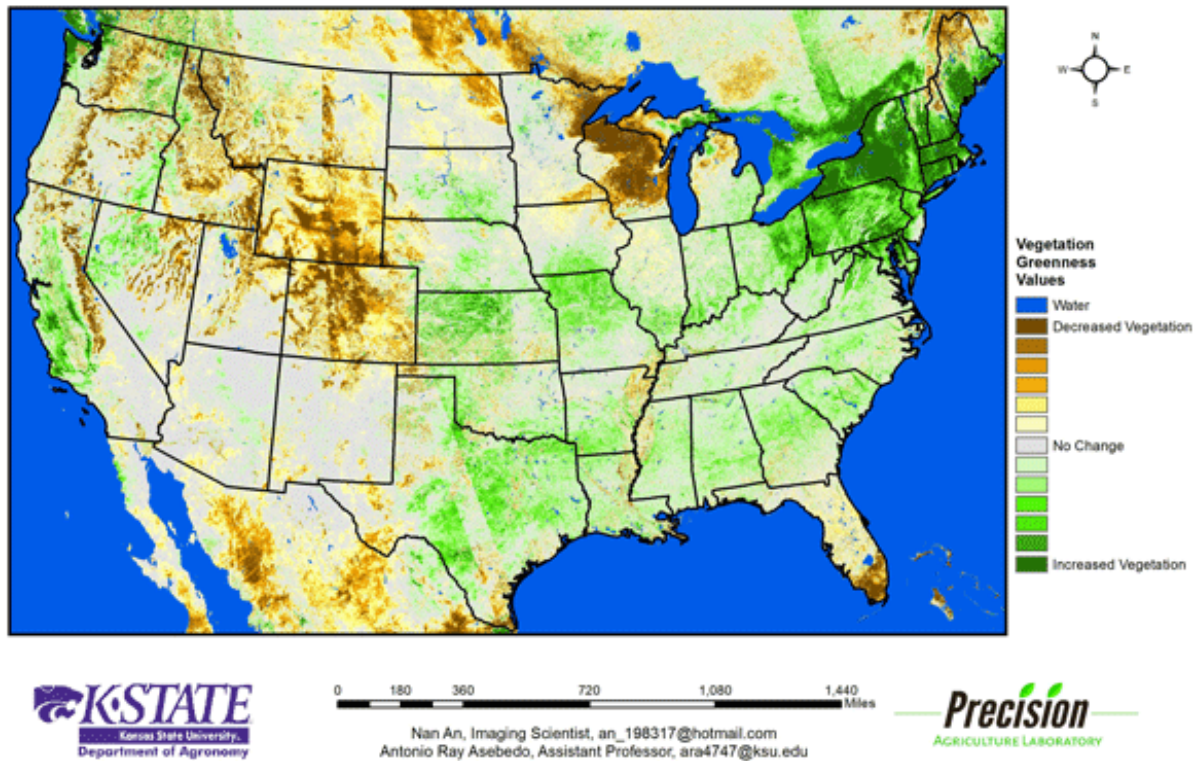 N
W E
S
Vegetation
Greenness
Values
Water
Decreased Vegetation
No Change
Increased Vegetation
K-STATE
Kansas State University.
Department of Agronomy
0 180 360 720 1,080 1,440
Miles
Nan An, Imaging Scientist, an_198317@hotmail.com
Antonio Ray Asebedo, Assistant Professor, ara4747@ksu.edu
Precision
AGRICULTURE LABORATORY